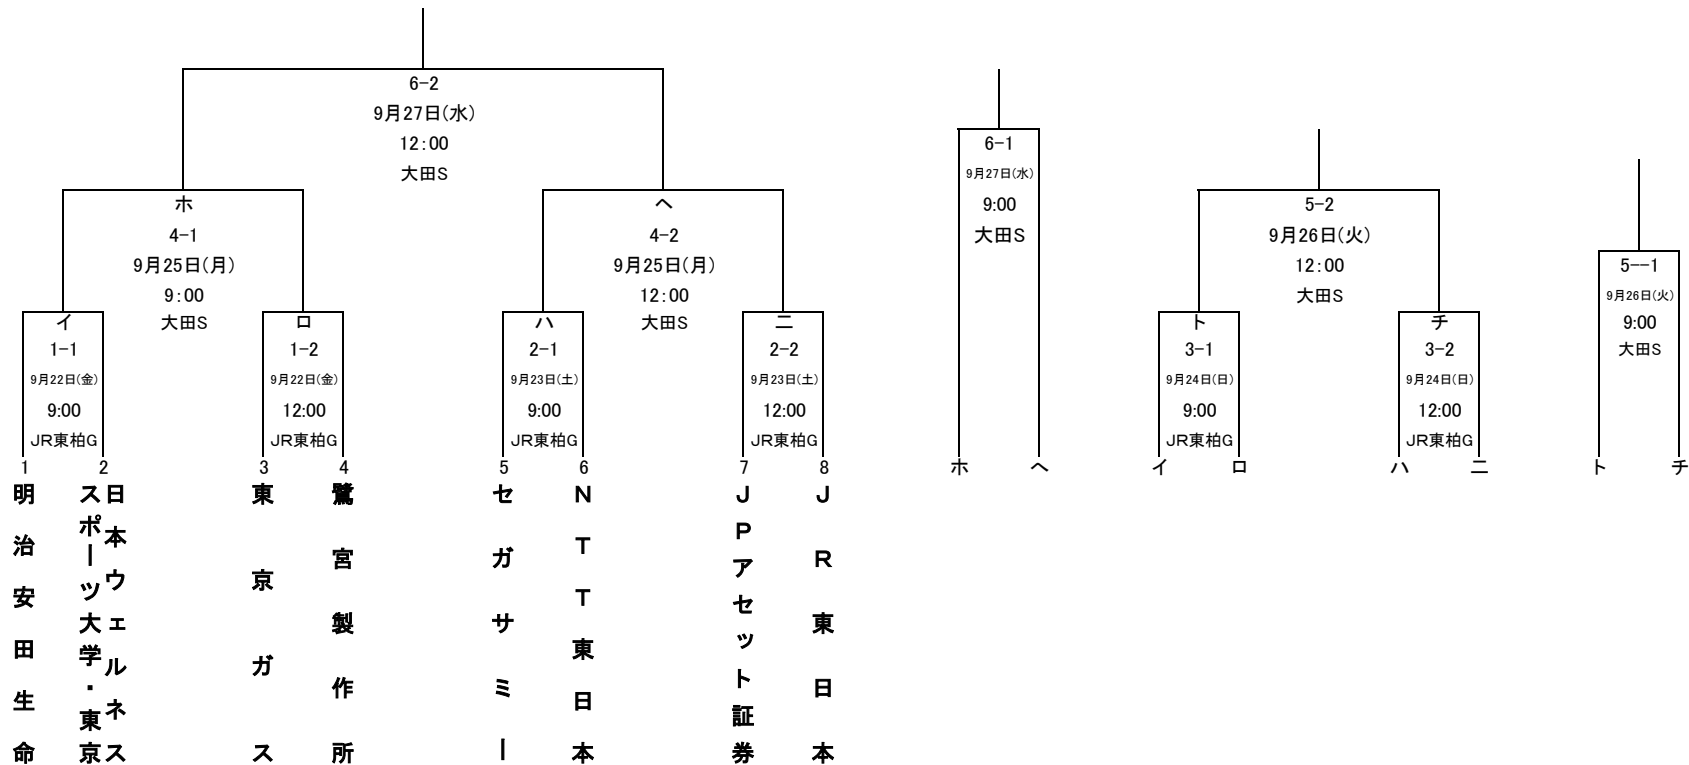 6-2
9月27日(水)
12:00
大田S
ホ
4-1
9月25日(月)
9:00
大田S
ヘ
4-2
9月25日(月)
12:00
大田S
イ
1-1
9月22日(金)
9:00
JR東柏G
ロ
1-2
9月22日(金)
12:00
JR東柏G
ハ
2-1
9月23日(土)
9:00
JR東柏G
ニ
2-2
9月23日(土)
12:00
JR東柏G
1
明治安田生命
2
日本ウェルネス
スポーツ大学・東京
3
東京ガス
4
鷺宮製作所
5
セガサミー
6
NTT東日本
7
JPアセット証券
8
JR東日本
6-1
9月27日(水)
9:00
大田S
ホ
ヘ
5-2
9月26日(火)
12:00
大田S
ト
3-1
9月24日(日)
9:00
JR東柏G
チ
3-2
9月24日(日)
12:00
JR東柏G
イ
ロ
ハ
ニ
5--1
9月26日(火)
9:00
大田S
ト
チ